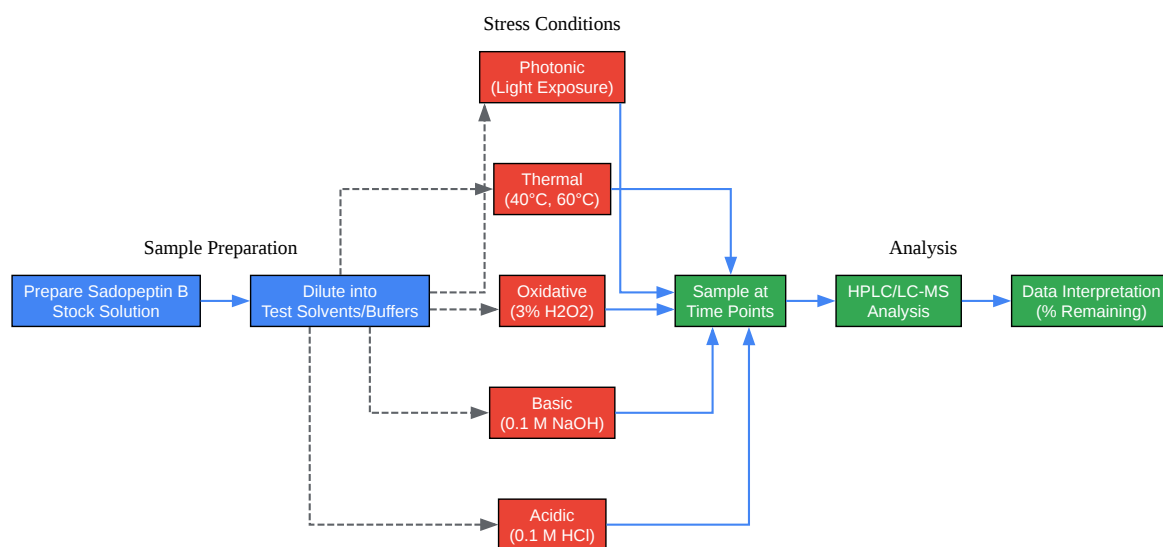 Stress Conditions
Photonic
(Light Exposure)
Thermal
(40°C, 60°C)
Sample Preparation
Analysis
Prepare Sadopeptin B
Stock Solution
Dilute into
Test Solvents/Buffers
Oxidative
(3% H2O2)
Sample at
Time Points
HPLC/LC-MS
Analysis
Data Interpretation
(% Remaining)
Basic
(0.1 M NaOH)
Acidic
(0.1 M HCl)